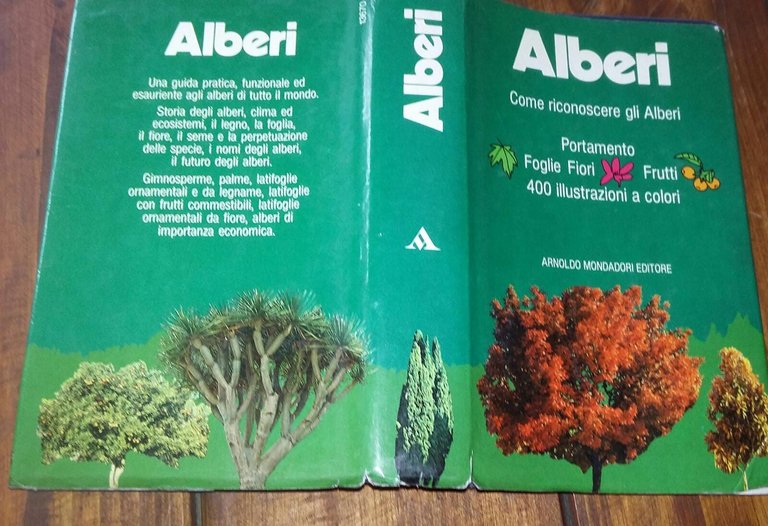 Alberi
Una guida pratica, funzionale ed
esauriente agli alberi di tutto il mondo.
Storia degli alberi, clima ed
ecosistemi, il legno, la foglia,
il fiore, il seme e la perpetuazione
delle specie, i nomi degli alberi,
il futuro degli alberi.
Gimnosperme, palme, latifoglie
ornamentali e da legname, latifoglie
con frutti commestibili, latifoglie
ornamentali da fiore, alberi di
importanza economica.
13670
Alberi
Alberi
Come riconoscere gli Alberi
Portamento
Foglie Fiori Frutti
400 illustrazioni a colori
ARNOLDO MONDADORI EDITORE